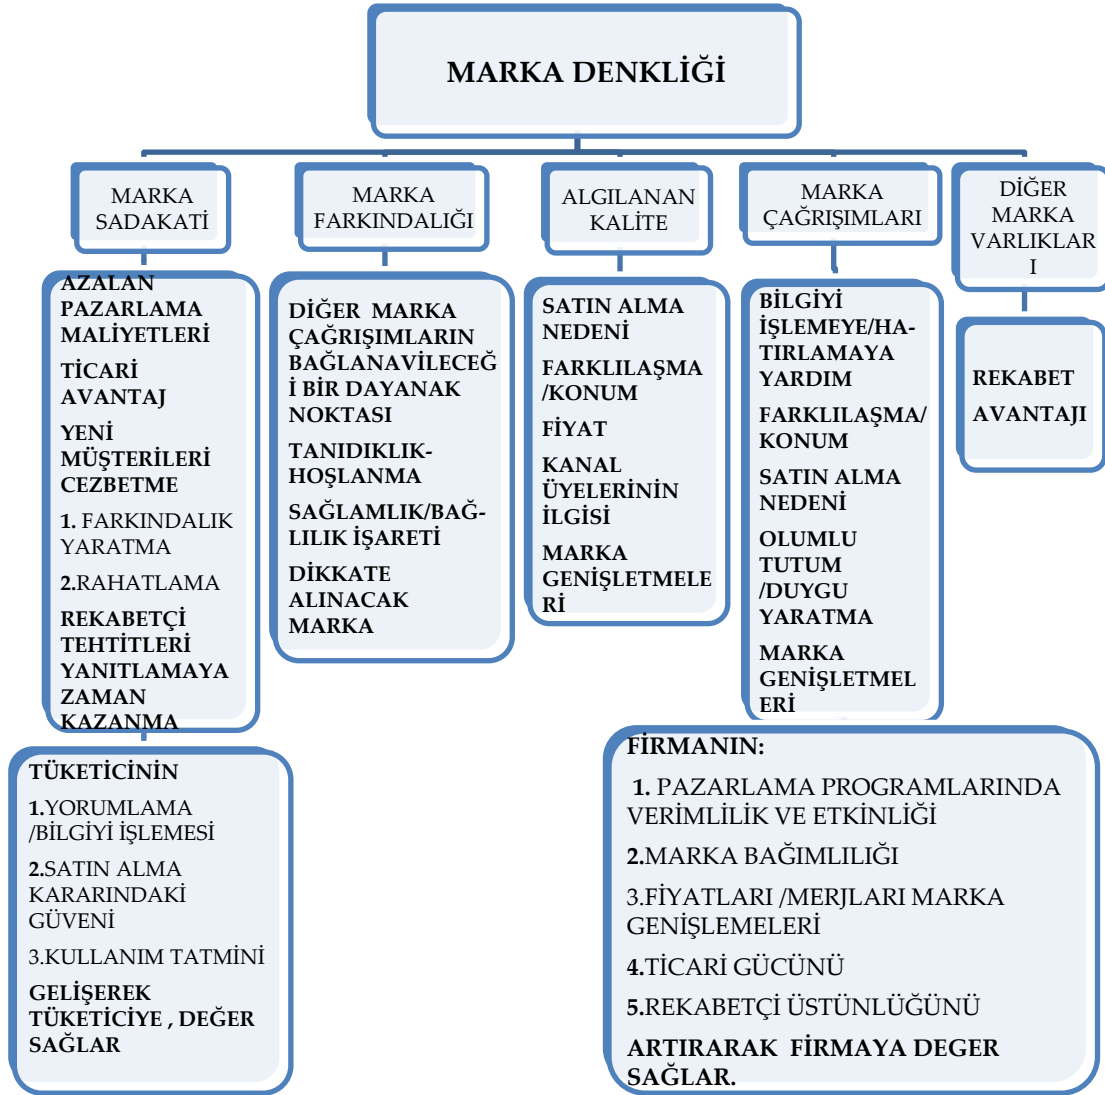 MARKA DENKLİĞİ
MARKA
SADAKATİ
MARKA
FARKINDALIĞI
ALGILANAN
KALİTE
MARKA
ÇAĞRIŞIMLARI
DİĞER
MARKA
VARLIKLAR
I
AZALAN
PAZARLAMA
MALİYETLERİ
TİCARİ
AVANTAJ
YENİ
MÜŞTERİLERİ
CEZBETME
1. FARKINDALIK
YARATMA
2.RAHATLAMA
REKABETÇİ
TEHTİTLERİ
YANITLAMAYA
ZAMAN
KAZANMA
DİĞER MARKA
ÇAĞRIŞIMLARIN
BAĞLANAVİLECEĞ
İ BİR DAYANAK
NOKTASI
TANIDIKLIK-
HOŞLANMA
SAĞLAMLIK/BAĞ-
LILIK İŞARETİ
DİKKATE
ALINACAK
MARKA
SATIN ALMA
NEDENİ
FARKLILAŞMA
/KONUM
FİYAT
KANAL
ÜYELERİNİN
İLGİSİ
MARKA
GENİŞLETMELE
Rİ
BİLGİYİ
İŞLEMEYE/HA-
TIRLAMAYA
YARDIM
FARKLILAŞMA/
KONUM
SATIN ALMA
NEDENİ
OLUMLU
TUTUM
/DUYGU
YARATMA
MARKA
GENİŞLETMEL
ERİ
REKABET
AVANTAJI
TÜKETİCİNİN
1.YORUMLAMA
/BİLGİYİ İŞLEMESİ
2.SATIN ALMA
KARARINDAKİ
GÜVENİ
3.KULLANIM TATMİNİ
GELİŞEREK
TÜKETİCİYE , DEĞER
SAĞLAR
FİRMANIN:
1. PAZARLAMA PROGRAMLARINDA
VERİMLİLİK VE ETKİNLİĞİ
2.MARKA BAĞIMLILIĞI
3.FİYATLARI /MERJLARI MARKA
GENİŞLEMELERİ
4.TİCARİ GÜCÜNÜ
5.REKABETÇİ ÜSTÜNLÜĞÜNÜ
ARTIRARAK FİRMAYA DEGER
SAĞLAR.